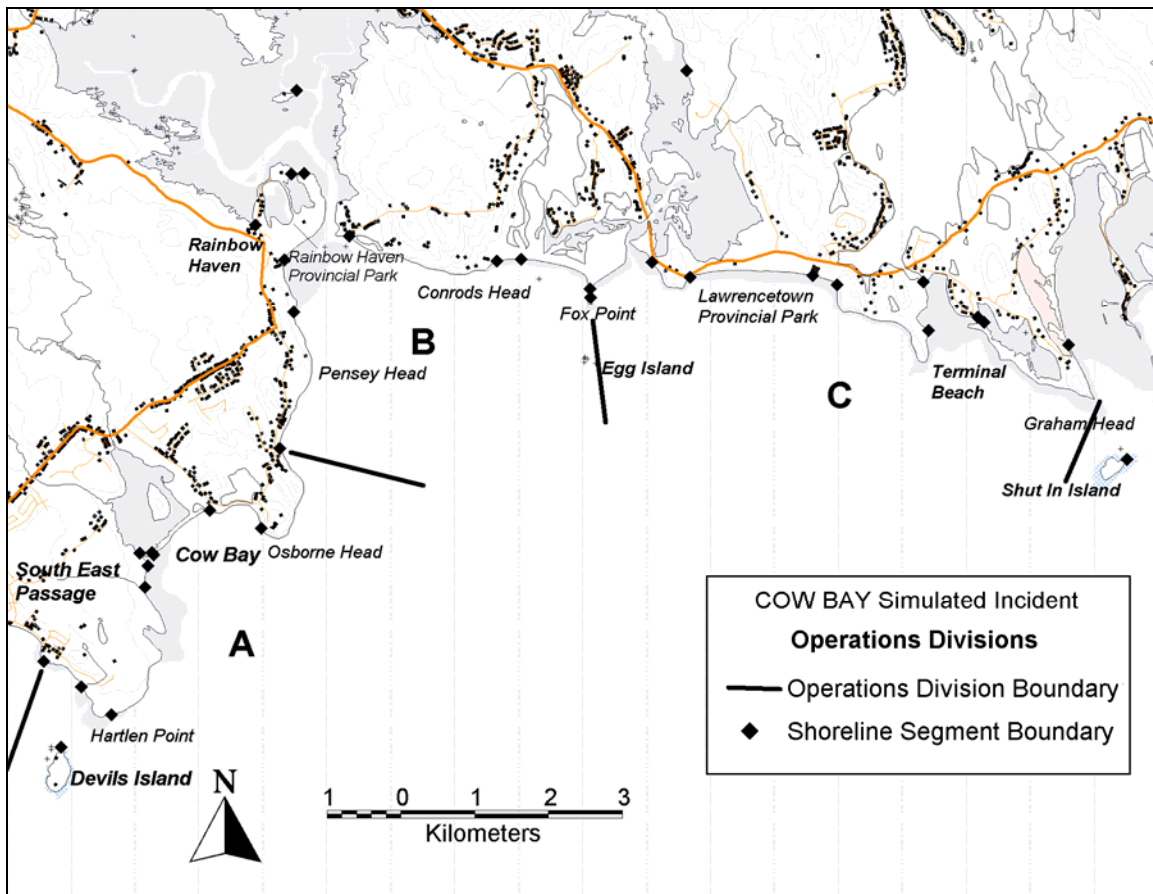 Rainbow
Haven
Rainbow Haven
Provincial Park
Conrods Head
Fox Point
Lawrencetown
Provincial Park
B
Pensey Head
Egg Island
C
Terminal
Beach
Graham Head
Shut In Island
Cow Bay
Osborne Head
South East
Passage
A
Hartlen Point
Devils Island
N
1 0 1 2 3
Kilometers
COW BAY Simulated Incident
Operations Divisions
Operations Division Boundary
Shoreline Segment Boundary